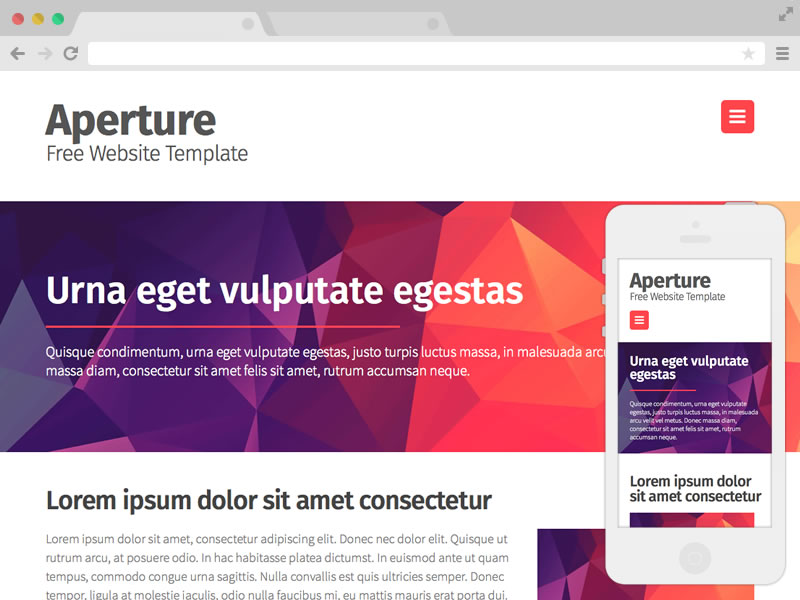 Aperture
Free Website Template
Urna eget vulputate egestas
Quisque condimentum, urna eget vulputate egestas, justo turpis luctus massa, in malesuada arcu
massa diam, consectetur sit amet felis sit amet, rutrum accumsan neque.
Lorem ipsum dolor sit amet consectetur
Lorem ipsum dolor sit amet, consectetur adipiscing elit. Donec nec dolor elit. Quisque ut
rutrum arcu, at posuere odio. In hac habitasse platea dictumst. In euismod ante ut quam
tempus, commodo congue urna sagittis. Nulla convallis est quis ultricies semper. Donec
tempor, ligula at molestie iaculis, odio nulla faucibus mi, eu mattis mauris erat porta dui.
Aperture
Free Website Template
Urna eget vulputate
egestas
Quisque condimentum, urna eget vulputate
egestas, justo turpis luctus massa, in malesuada
arcu velit vel metus. Donec massa diam,
consectetur sit amet felis sit amet, rutrum
accumsan neque.
Lorem ipsum dolor
sit amet consectetur